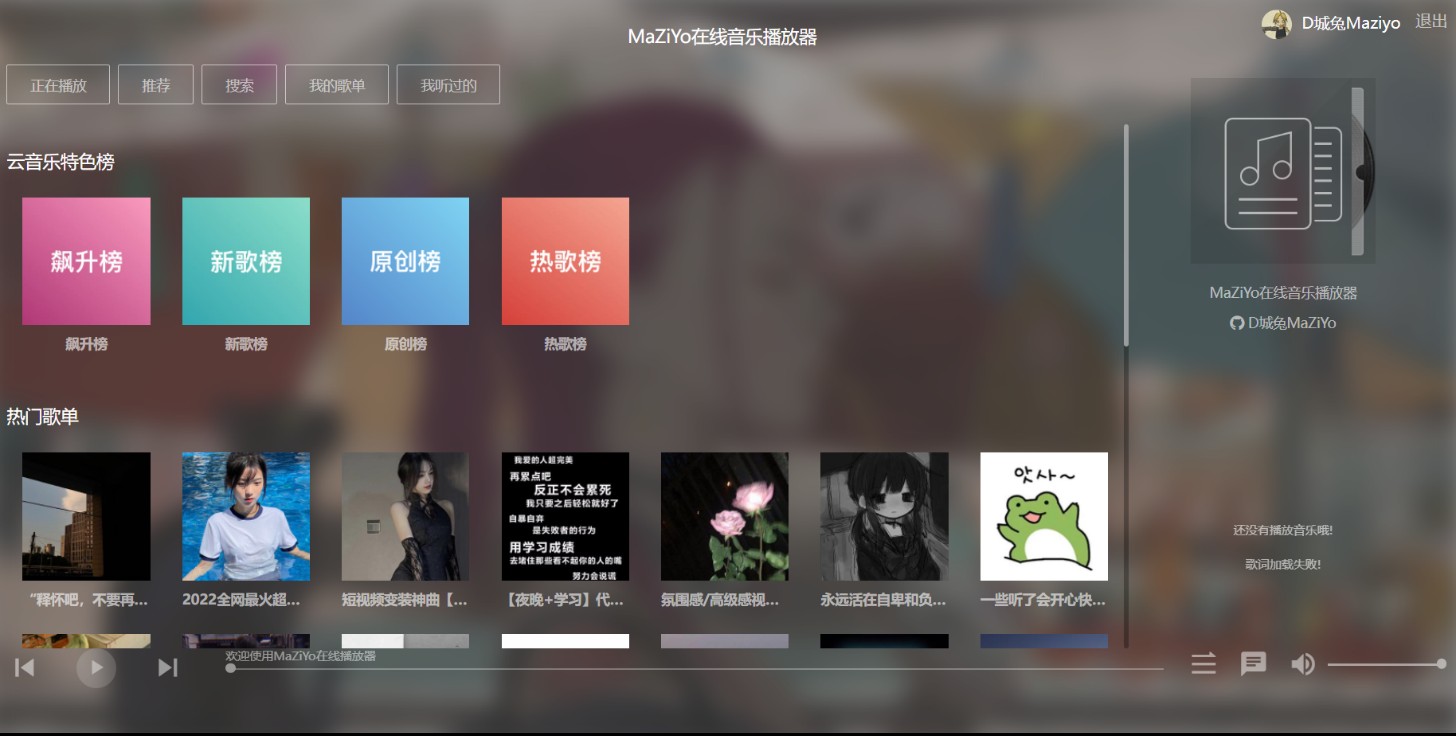 MaZiYo在线音乐播放器
D城兔Maziyo
退出
正在播放
推荐
搜索
我的歌单
我听过的
云音乐特色榜
飙升榜
新歌榜
原创榜
热歌榜
飙升榜
新歌榜
原创榜
热歌榜
MaZiYo在线音乐播放器
D城兔MaZiYo
热门歌单
我爱的人超完美
再累点吧
反正不会累死
我只要之后轻松就好了
自暴自弃
是失败者的行为
用学习成绩
去堵住那些看不起你的人的嘴
努力会说谎
앗싸~
“释怀吧，不要再...
2022全网最火超...
短视频变装神曲【...
【夜晚+学习】代...
氛围感/高级感视...
永远活在自卑和负...
一些听了会开心快...
还没有播放音乐哦!
歌词加载失败!
欢迎使用MaZiYo在线播放器